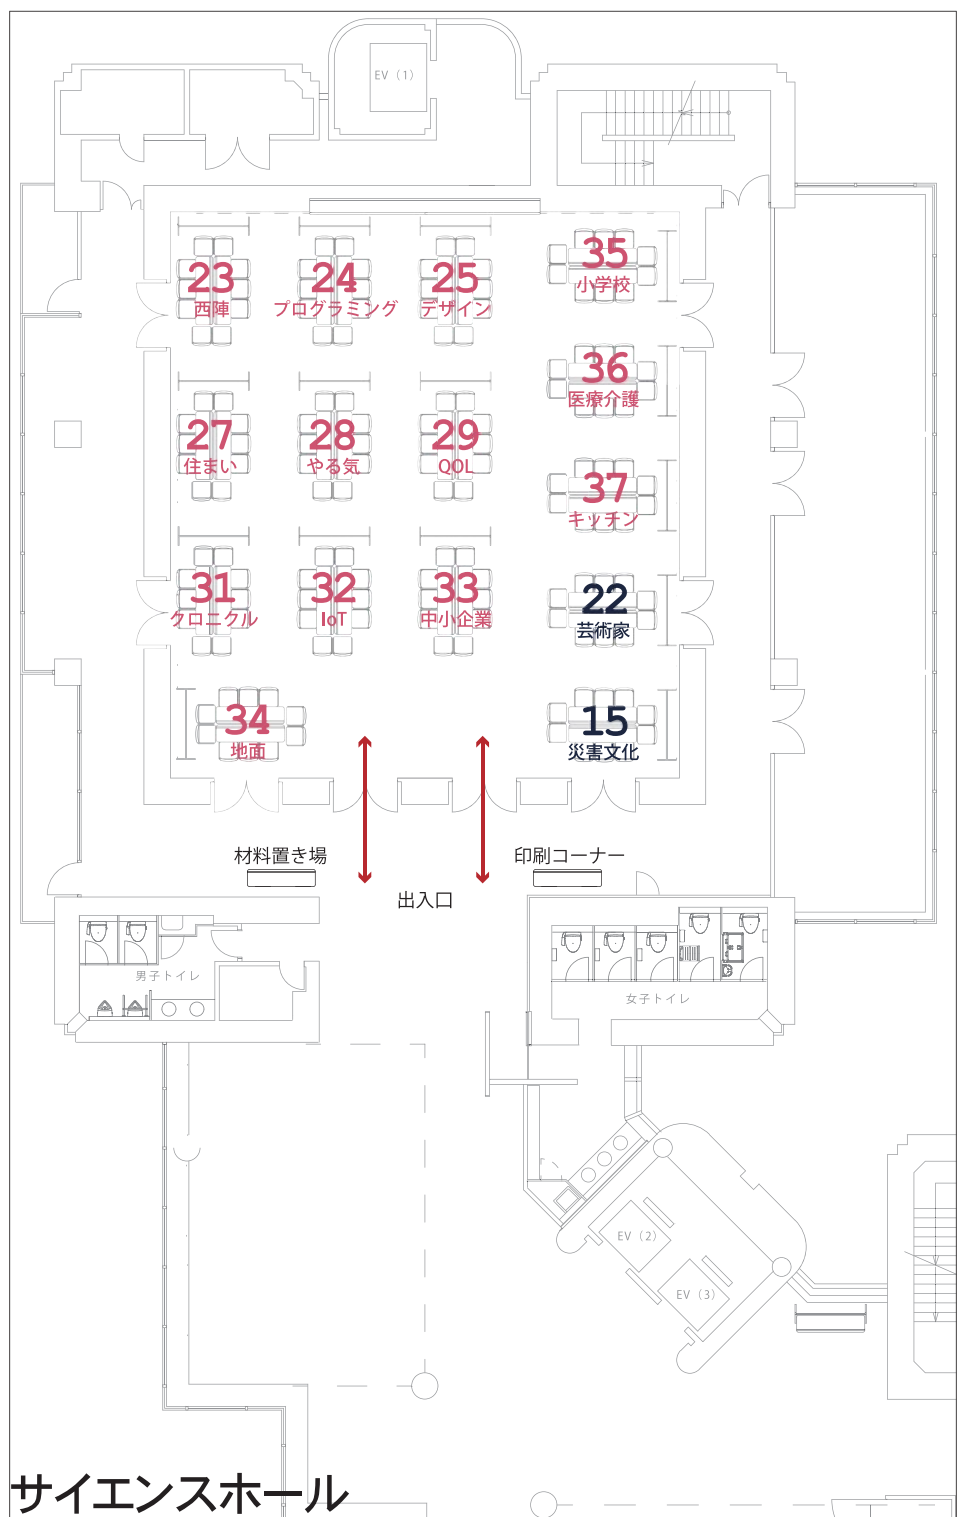 EV（1）
23
西陣
24
プログラミング
25
デザイン
35
小学校
36
医療介護
27
住まい
28
やる気
29
QOL
37
キッチン
31
クロニクル
32
IoT
33
中小企業
22
芸術家
34
地面
15
災害文化
材料置き場
印刷コーナー
出入口
男子トイレ
女子トイレ
EV（2）
EV（3）
サイエンスホール